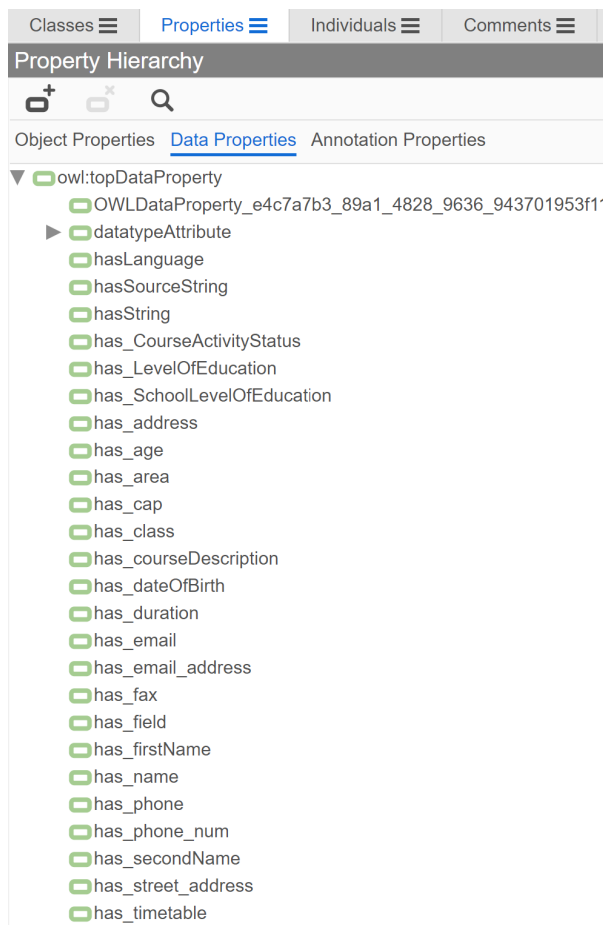 Classes Properties Individuals Comments
Property Hierarchy
Object Properties Data Properties Annotation Properties
owl:topDataProperty
OWLDataProperty_e4c7a7b3_89a1_4828_9636_943701953f11
datatypeAttribute
hasLanguage
hasSourceString
hasString
has_CourseActivityStatus
has_LevelOfEducation
has_SchoolLevelOfEducation
has_address
has_age
has_area
has_cap
has_class
has_courseDescription
has_dateOfBirth
has_duration
has_email
has_email_address
has_fax
has_field
has_firstName
has_name
has_phone
has_phone_num
has_secondName
has_street_address
has_timetable